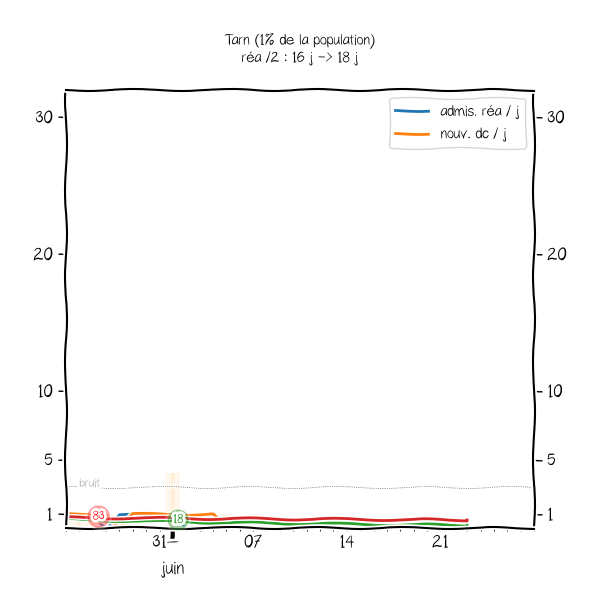 Tarn (1% de la population)
réa /2 : 16 j -> 18 j
admis. réa / j
nouv. dc / j
30
30
20
20
10
10
5
5
bruit
1
83
18
1
31
07
14
21
juin